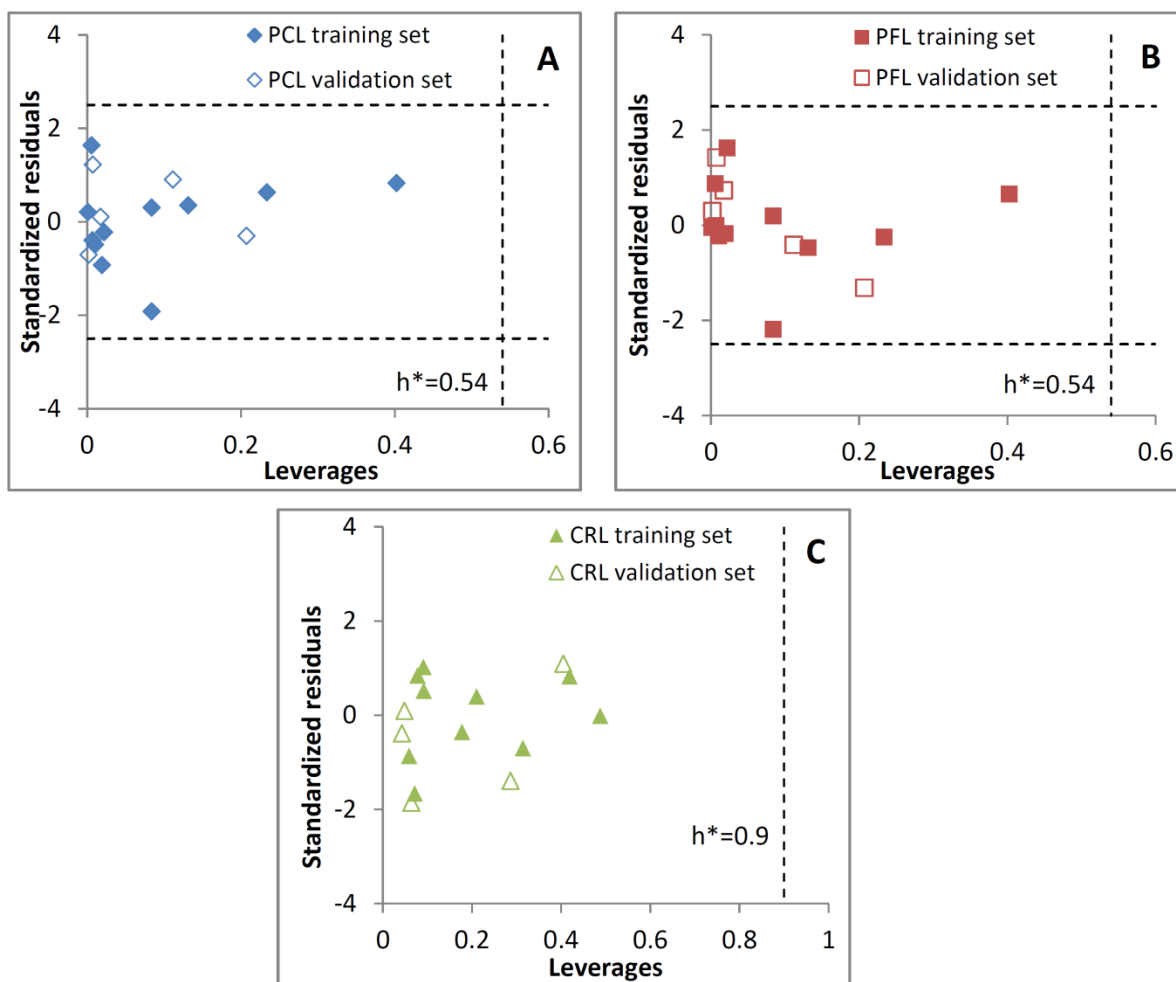 PCL training set
PCL validation set
A
Standardized residuals
4
2
0
-2
-4
h*=0.54
0 0.2 0.4 0.6
Leverages
PFL training set
PFL validation set
B
Standardized residuals
4
2
0
-2
-4
h*=0.54
0 0.2 0.4 0.6
Leverages
CRL training set
CRL validation set
C
Standardized residuals
4
2
0
-2
-4
h*=0.9
0 0.2 0.4 0.6 0.8 1
Leverages